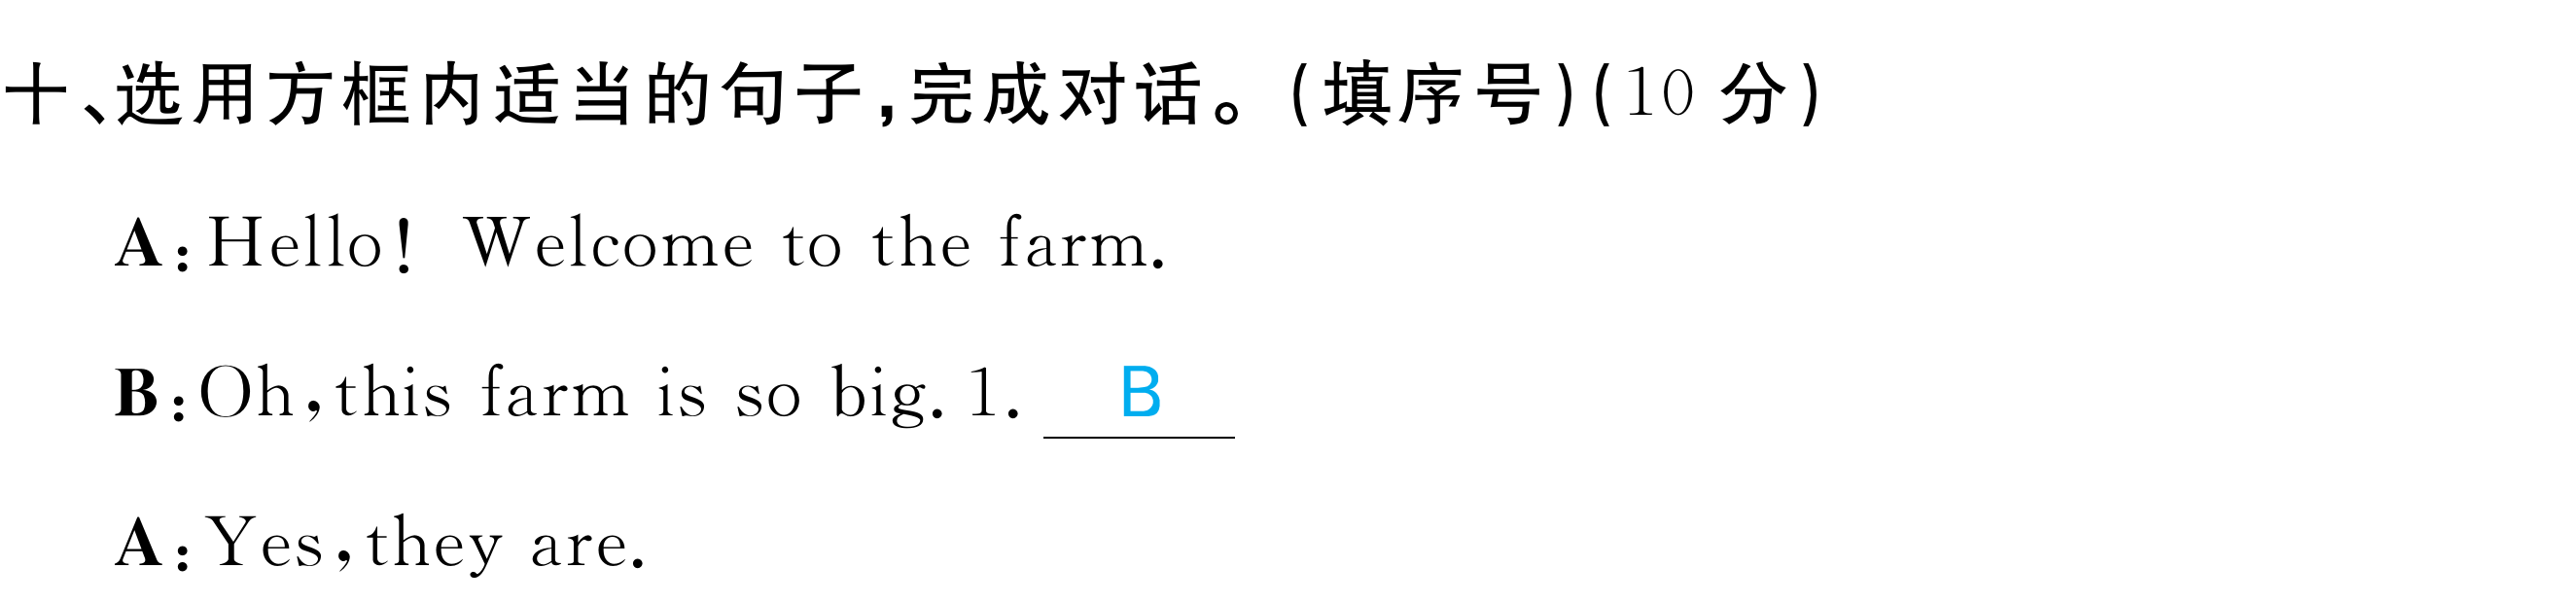 十、选用方框内适当的句子,完成对话。(填序号)(10 分)
A:Hello! Welcome to the farm.
B:Oh,this farm is so big. 1. B
A:Yes,they are.